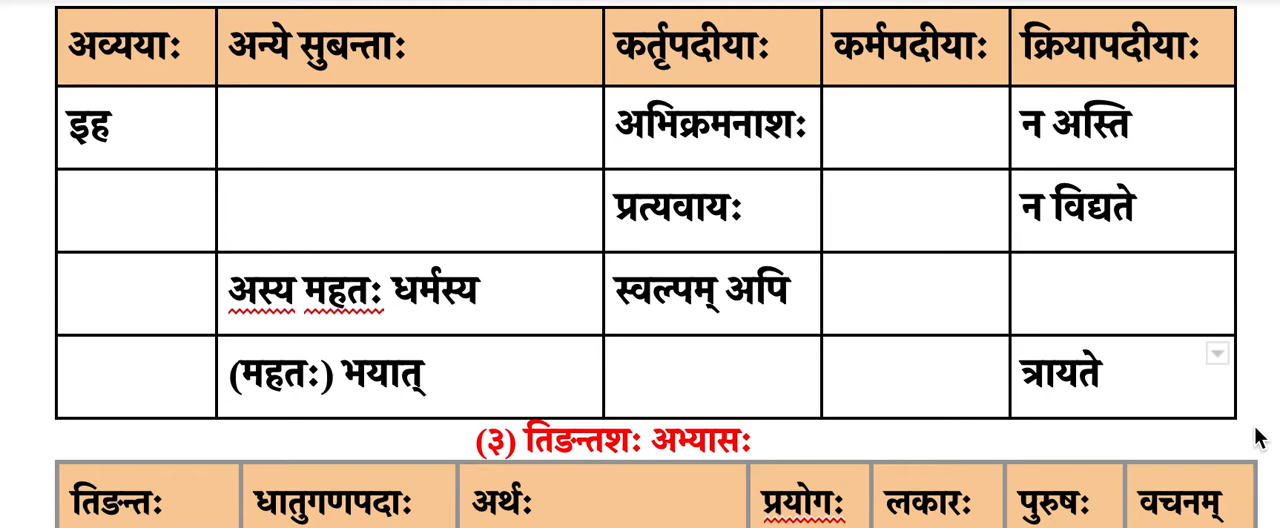 अव्ययाः अन्ये सुबन्ताः कर्तृपदीयाः कर्मपदीयाः क्रियापदीयाः
इह अभिक्रमनाशः न अस्ति
प्रत्यवायः न विद्यते
अस्य महतः धर्मस्य स्वल्पम् अपि
(महतः) भयात् त्रायते
(३) तिङन्तशः अभ्यासः
तिङन्तः धातुगणपदाः अर्थः प्रयोगः लकारः पुरुषः वचनम्